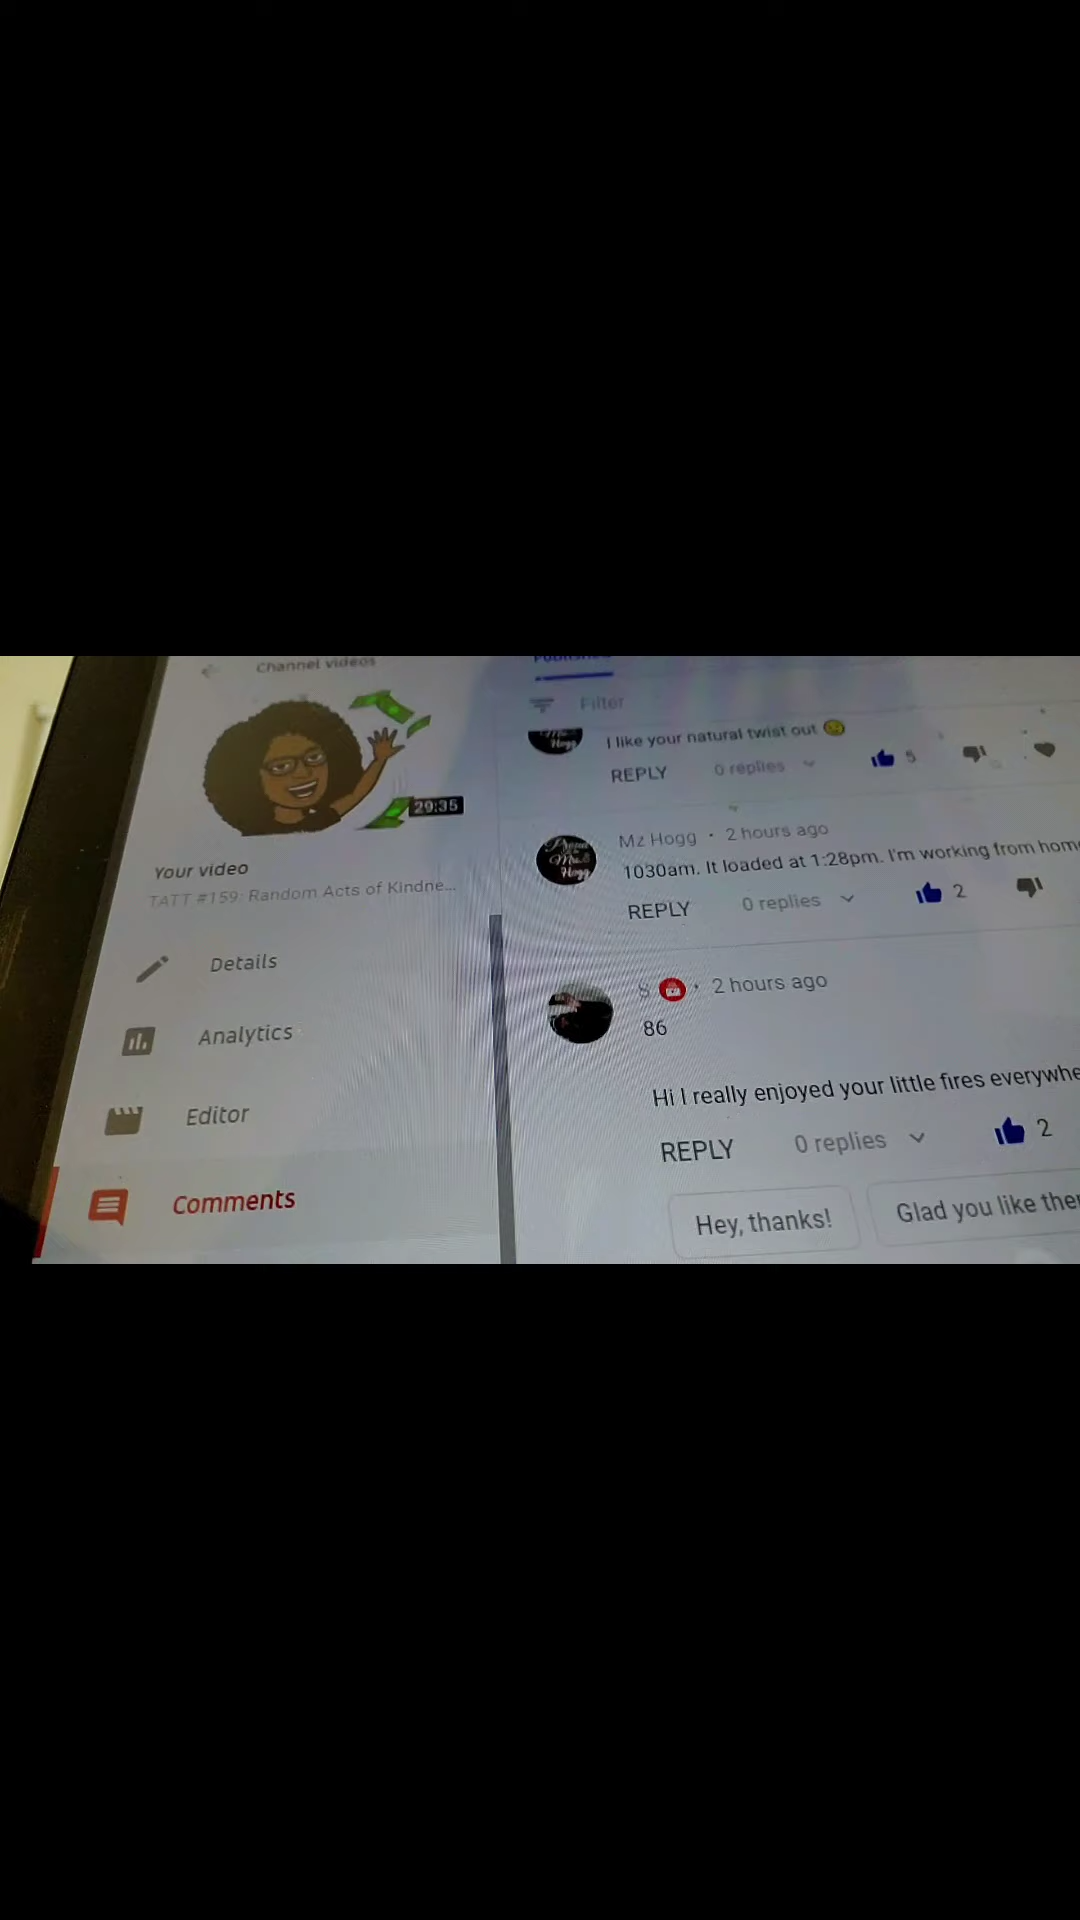 Channel videos
29:35
Your video
TATT #159: Random Acts of Kindne...
Details
Analytics
Editor
Comments
Filter
I like your natural twist out
REPLY 0 replies 5
Mz Hogg • 2 hours ago
1030am. It loaded at 1:28pm. I'm working from home
REPLY 0 replies 2
S • 2 hours ago
86
Hi I really enjoyed your little fires everywhe
REPLY 0 replies 2
Hey, thanks!
Glad you like the